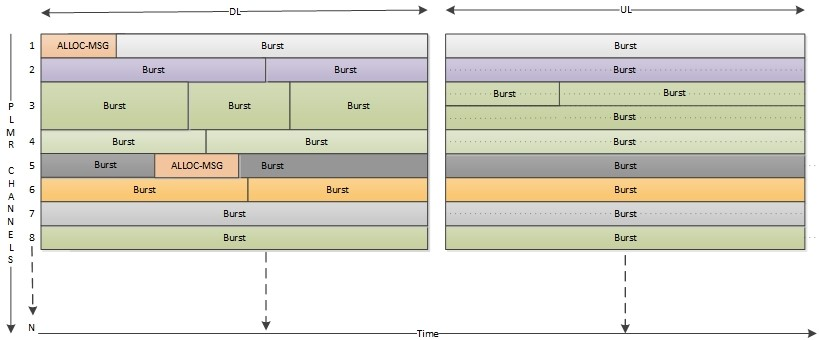 DL UL
1 ALLOC-MSG Burst Burst
2 Burst Burst Burst
3 Burst Burst Burst Burst Burst
Burst
4 Burst Burst Burst
5 Burst ALLOC-MSG Burst Burst
6 Burst Burst Burst
7 Burst Burst
8 Burst Burst
PLMR CHANNELS
N
Time